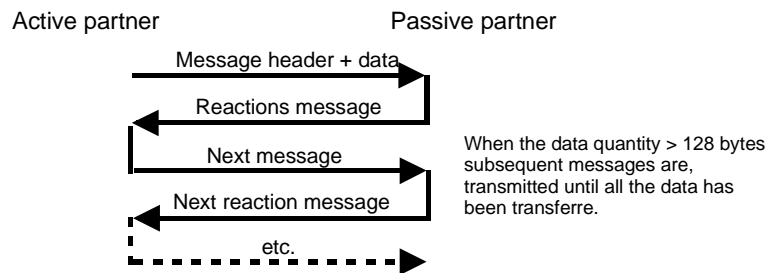 Active partner
Passive partner
Message header + data
Reactions message
Next message
Next reaction message
etc.
When the data quantity > 128 bytes
subsequent messages are,
transmitted until all the data has
been transferre.